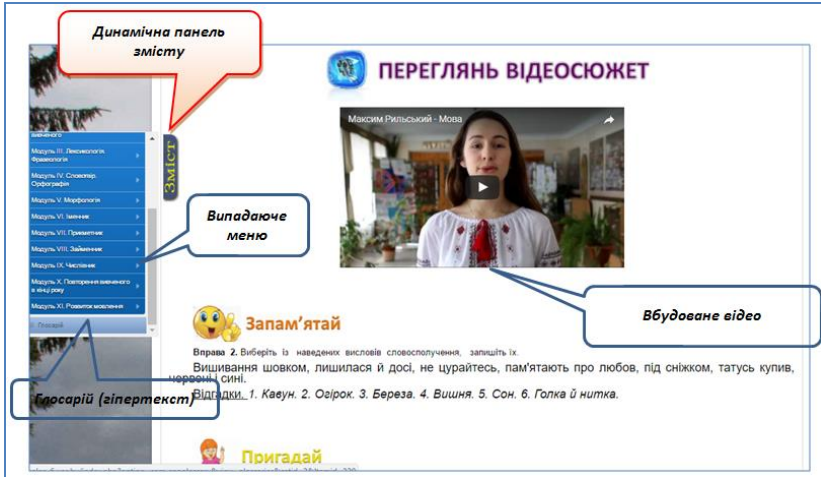 Динамічна панель
змісту
ПЕРЕГЛЯНЬ ВІДЕОСЮЖЕТ
Максим Рильський - Мова
вивченого
Модуль III. Лексикологія.
Фразеологія
Модуль IV. Словотвір.
Орфографія
Модуль V. Морфологія
Модуль VI. Іменник
Модуль VII. Прикметник
Модуль VIII. Займенник
Модуль IX. Числівник
Модуль X. Повторення вивченого
в кінці року
Модуль XI. Розвиток мовлення
Зміст
Випадаюче
меню
Вбудоване відео
Глосарій (гіпертекст)
Запам’ятай
Вправа 2. Виберіть із наведених висловів словосполучення, запишіть їх.
Вишивання шовком, лишилася й досі, не цурайтесь, пам'ятають про любов, під сніжком, татусь купив,
червоні і сині.
Відгадки. 1. Кавун. 2. Огірок. 3. Береза. 4. Вишня. 5. Сон. 6. Голка й нитка.
Пригадай